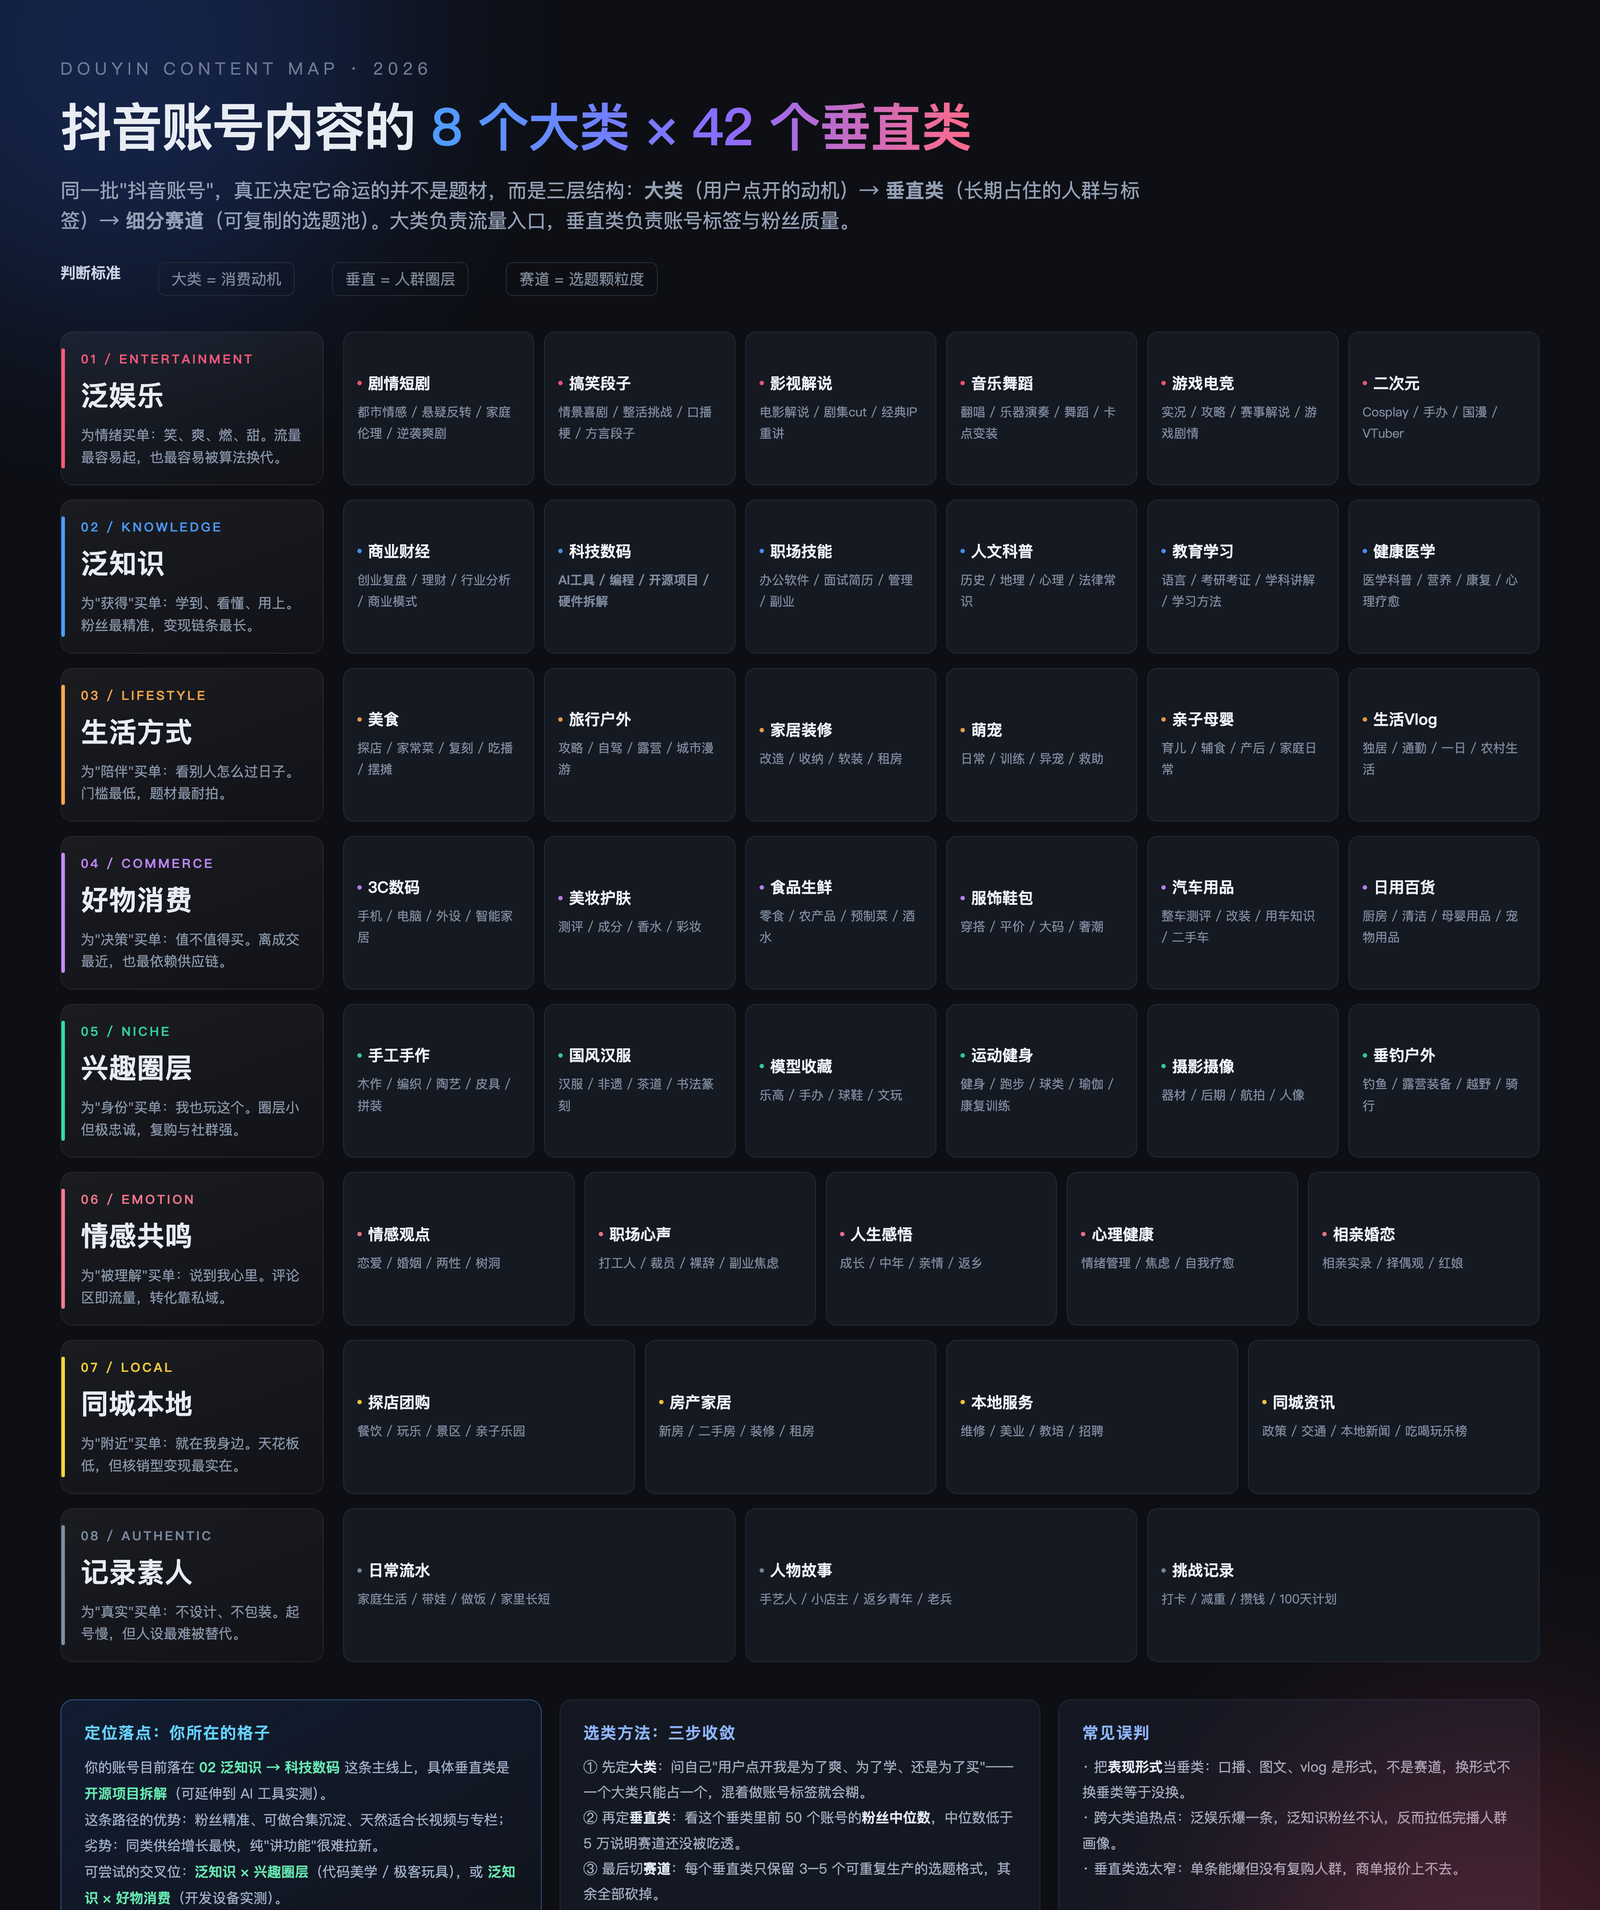 DOUYIN CONTENT MAP · 2026
抖音账号内容的 8 个大类 × 42 个垂直类
同一批"抖音账号"，真正决定它命运的并不是题材，而是三层结构：大类（用户点开的动机）→ 垂直类（长期占住的人群与标
签）→ 细分赛道（可复制的选题池）。大类负责流量入口，垂直类负责账号标签与粉丝质量。
判断标准
大类 = 消费动机
垂直 = 人群圈层
赛道 = 选题颗粒度
01 / ENTERTAINMENT
泛娱乐
为情绪买单：笑、爽、燃、甜。流量
最容易起，也最容易被算法换代。
• 剧情短剧
都市情感 / 悬疑反转 / 家庭
伦理 / 逆袭爽剧
• 搞笑段子
情景喜剧 / 整活挑战 / 口播
梗 / 方言段子
• 影视解说
电影解说 / 剧集cut / 经典IP
重讲
• 音乐舞蹈
翻唱 / 乐器演奏 / 舞蹈 / 卡
点变装
• 游戏电竞
实况 / 攻略 / 赛事解说 / 游
戏剧情
• 二次元
Cosplay / 手办 / 国漫 /
VTuber
02 / KNOWLEDGE
泛知识
为"获得"买单：学到、看懂、用上。
粉丝最精准，变现链条最长。
• 商业财经
创业复盘 / 理财 / 行业分析
/ 商业模式
• 科技数码
AI工具 / 编程 / 开源项目 /
硬件拆解
• 职场技能
办公软件 / 面试简历 / 管理
/ 副业
• 人文科普
历史 / 地理 / 心理 / 法律常
识
• 教育学习
语言 / 考研考证 / 学科讲解
/ 学习方法
• 健康医学
医学科普 / 营养 / 康复 / 心
理疗愈
03 / LIFESTYLE
生活方式
为"陪伴"买单：看别人怎么过日子。
门槛最低，题材最耐拍。
• 美食
探店 / 家常菜 / 复刻 / 吃播
/ 摆摊
• 旅行户外
攻略 / 自驾 / 露营 / 城市漫
游
• 家居装修
改造 / 收纳 / 软装 / 租房
• 萌宠
日常 / 训练 / 异宠 / 救助
• 亲子母婴
育儿 / 辅食 / 产后 / 家庭日
常
• 生活Vlog
独居 / 通勤 / 一日 / 农村生
活
04 / COMMERCE
好物消费
为"决策"买单：值不值得买。离成交
最近，也最依赖供应链。
• 3C数码
手机 / 电脑 / 外设 / 智能家
居
• 美妆护肤
测评 / 成分 / 香水 / 彩妆
• 食品生鲜
零食 / 农产品 / 预制菜 / 酒
水
• 服饰鞋包
穿搭 / 平价 / 大码 / 奢潮
• 汽车用品
整车测评 / 改装 / 用车知识
/ 二手车
• 日用百货
厨房 / 清洁 / 母婴用品 / 宠
物用品
05 / NICHE
兴趣圈层
为"身份"买单：我也玩这个。圈层小
但极忠诚，复购与社群强。
• 手工手作
木作 / 编织 / 陶艺 / 皮具 /
拼装
• 国风汉服
汉服 / 非遗 / 茶道 / 书法篆
刻
• 模型收藏
乐高 / 手办 / 球鞋 / 文玩
• 运动健身
健身 / 跑步 / 球类 / 瑜伽 /
康复训练
• 摄影摄像
器材 / 后期 / 航拍 / 人像
• 垂钓户外
钓鱼 / 露营装备 / 越野 / 骑
行
06 / EMOTION
情感共鸣
为"被理解"买单：说到我心里。评论
区即流量，转化靠私域。
• 情感观点
恋爱 / 婚姻 / 两性 / 树洞
• 职场心声
打工人 / 裁员 / 裸辞 / 副业焦虑
• 人生感悟
成长 / 中年 / 亲情 / 返乡
• 心理健康
情绪管理 / 焦虑 / 自我疗愈
• 相亲婚恋
相亲实录 / 择偶观 / 红娘
07 / LOCAL
同城本地
为"附近"买单：就在我身边。天花板
低，但核销型变现最实在。
• 探店团购
餐饮 / 玩乐 / 景区 / 亲子乐园
• 房产家居
新房 / 二手房 / 装修 / 租房
• 本地服务
维修 / 美业 / 教培 / 招聘
• 同城资讯
政策 / 交通 / 本地新闻 / 吃喝玩乐榜
08 / AUTHENTIC
记录素人
为"真实"买单：不设计、不包装。起
号慢，但人设最难被替代。
• 日常流水
家庭生活 / 带娃 / 做饭 / 家里长短
• 人物故事
手艺人 / 小店主 / 返乡青年 / 老兵
• 挑战记录
打卡 / 减重 / 攒钱 / 100天计划
定位落点：你所在的格子
你的账号目前落在 02 泛知识 → 科技数码 这条主线上，具体垂直类是
开源项目拆解（可延伸到 AI 工具实测）。
这条路径的优势：粉丝精准、可做合集沉淀、天然适合长视频与专栏；
劣势：同类供给增长最快，纯"讲功能"很难拉新。
可尝试的交叉位：泛知识 × 兴趣圈层（代码美学 / 极客玩具），或 泛知
识 × 好物消费（开发设备实测）。
选类方法：三步收敛
① 先定大类：问自己"用户点开我是为了爽、为了学、还是为了买"——
一个大类只能占一个，混着做账号标签就会糊。
② 再定垂直类：看这个垂类里前 50 个账号的粉丝中位数，中位数低于
5 万说明赛道还没被吃透。
③ 最后切赛道：每个垂直类只保留 3–5 个可重复生产的选题格式，其
余全部砍掉。
常见误判
· 把表现形式当垂类：口播、图文、vlog 是形式，不是赛道，换形式不
换垂类等于没换。
· 跨大类追热点：泛娱乐爆一条，泛知识粉丝不认，反而拉低完播人群
画像。
· 垂直类选太窄：单条能爆但没有复购人群，商单报价上不去。